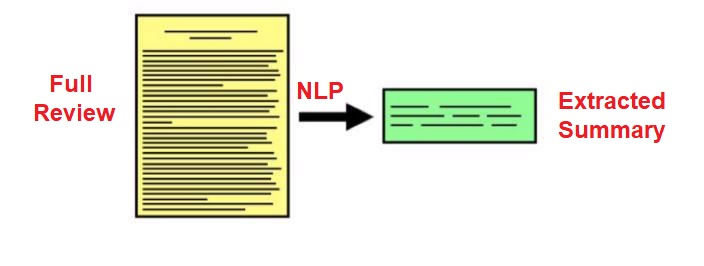 Full
Review
NLP
Extracted
Summary